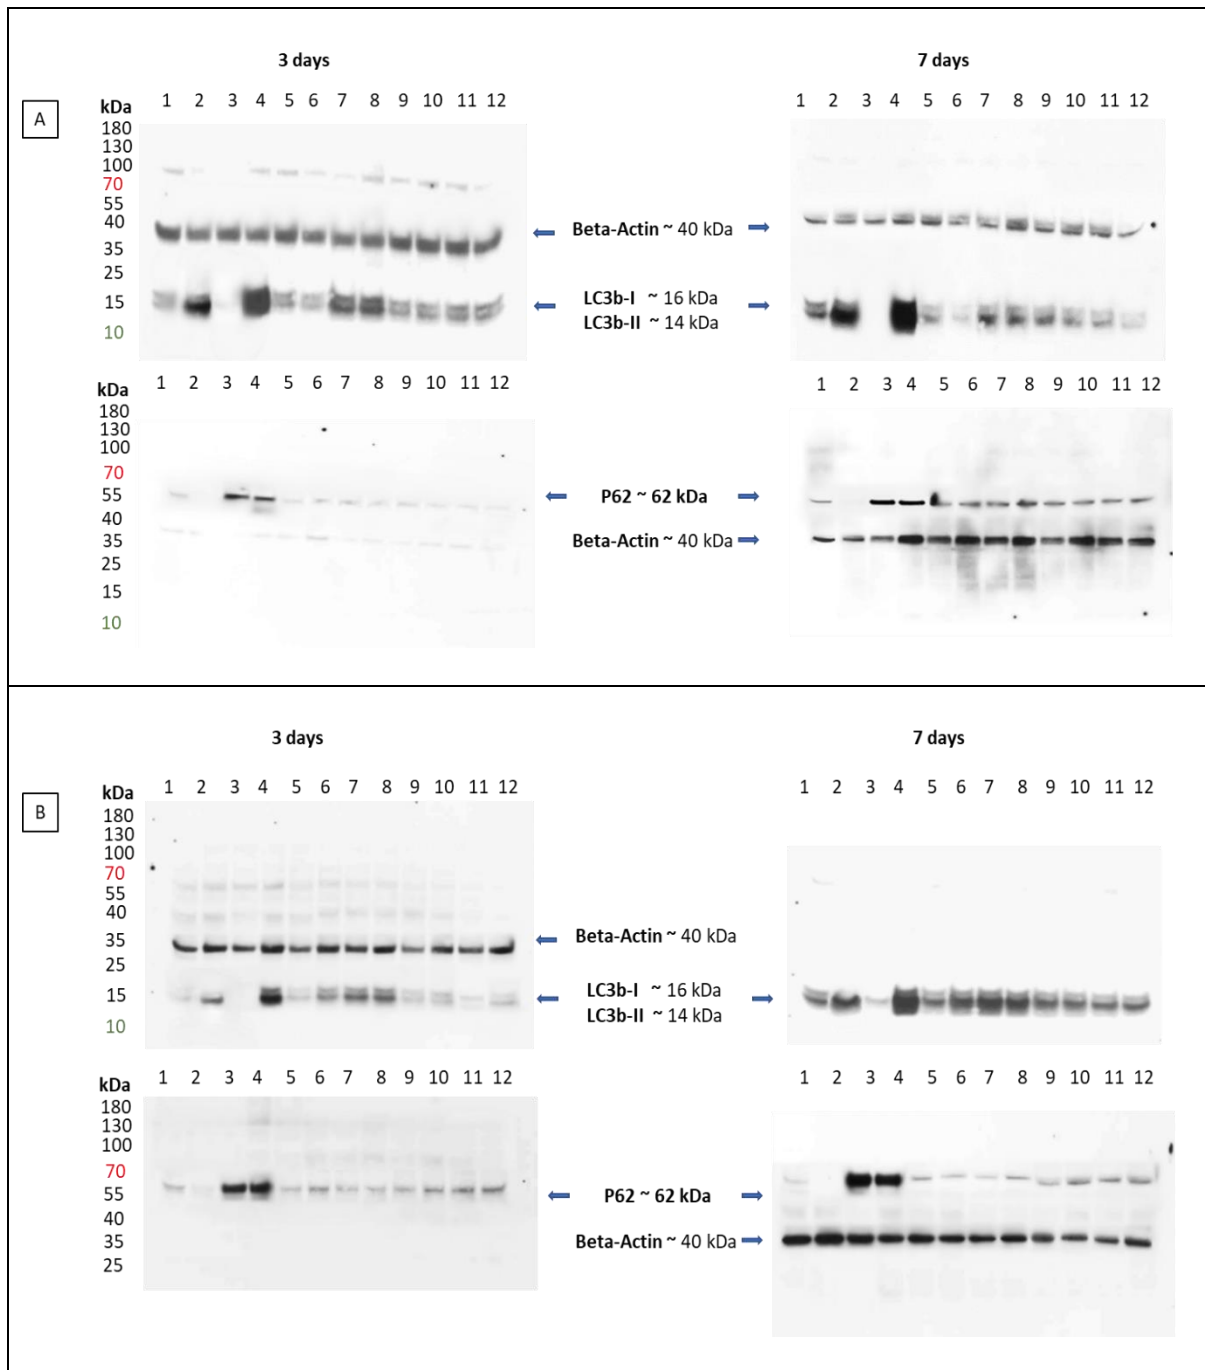 3 days
7 days
A
kDa
1 2 3 4 5 6 7 8 9 10 11 12
1 2 3 4 5 6 7 8 9 10 11 12
180
130
100
70
55
40
35
25
15
10
Beta-Actin ~ 40 kDa
LC3b-I ~ 16 kDa
LC3b-II ~ 14 kDa
kDa
1 2 3 4 5 6 7 8 9 10 11 12
1 2 3 4 5 6 7 8 9 10 11 12
180
130
100
70
55
40
35
25
15
10
P62 ~ 62 kDa
Beta-Actin ~ 40 kDa
3 days
7 days
B
kDa
1 2 3 4 5 6 7 8 9 10 11 12
1 2 3 4 5 6 7 8 9 10 11 12
180
130
100
70
55
40
35
25
15
10
Beta-Actin ~ 40 kDa
LC3b-I ~ 16 kDa
LC3b-II ~ 14 kDa
kDa
1 2 3 4 5 6 7 8 9 10 11 12
1 2 3 4 5 6 7 8 9 10 11 12
180
130
100
70
55
40
35
25
P62 ~ 62 kDa
Beta-Actin ~ 40 kDa